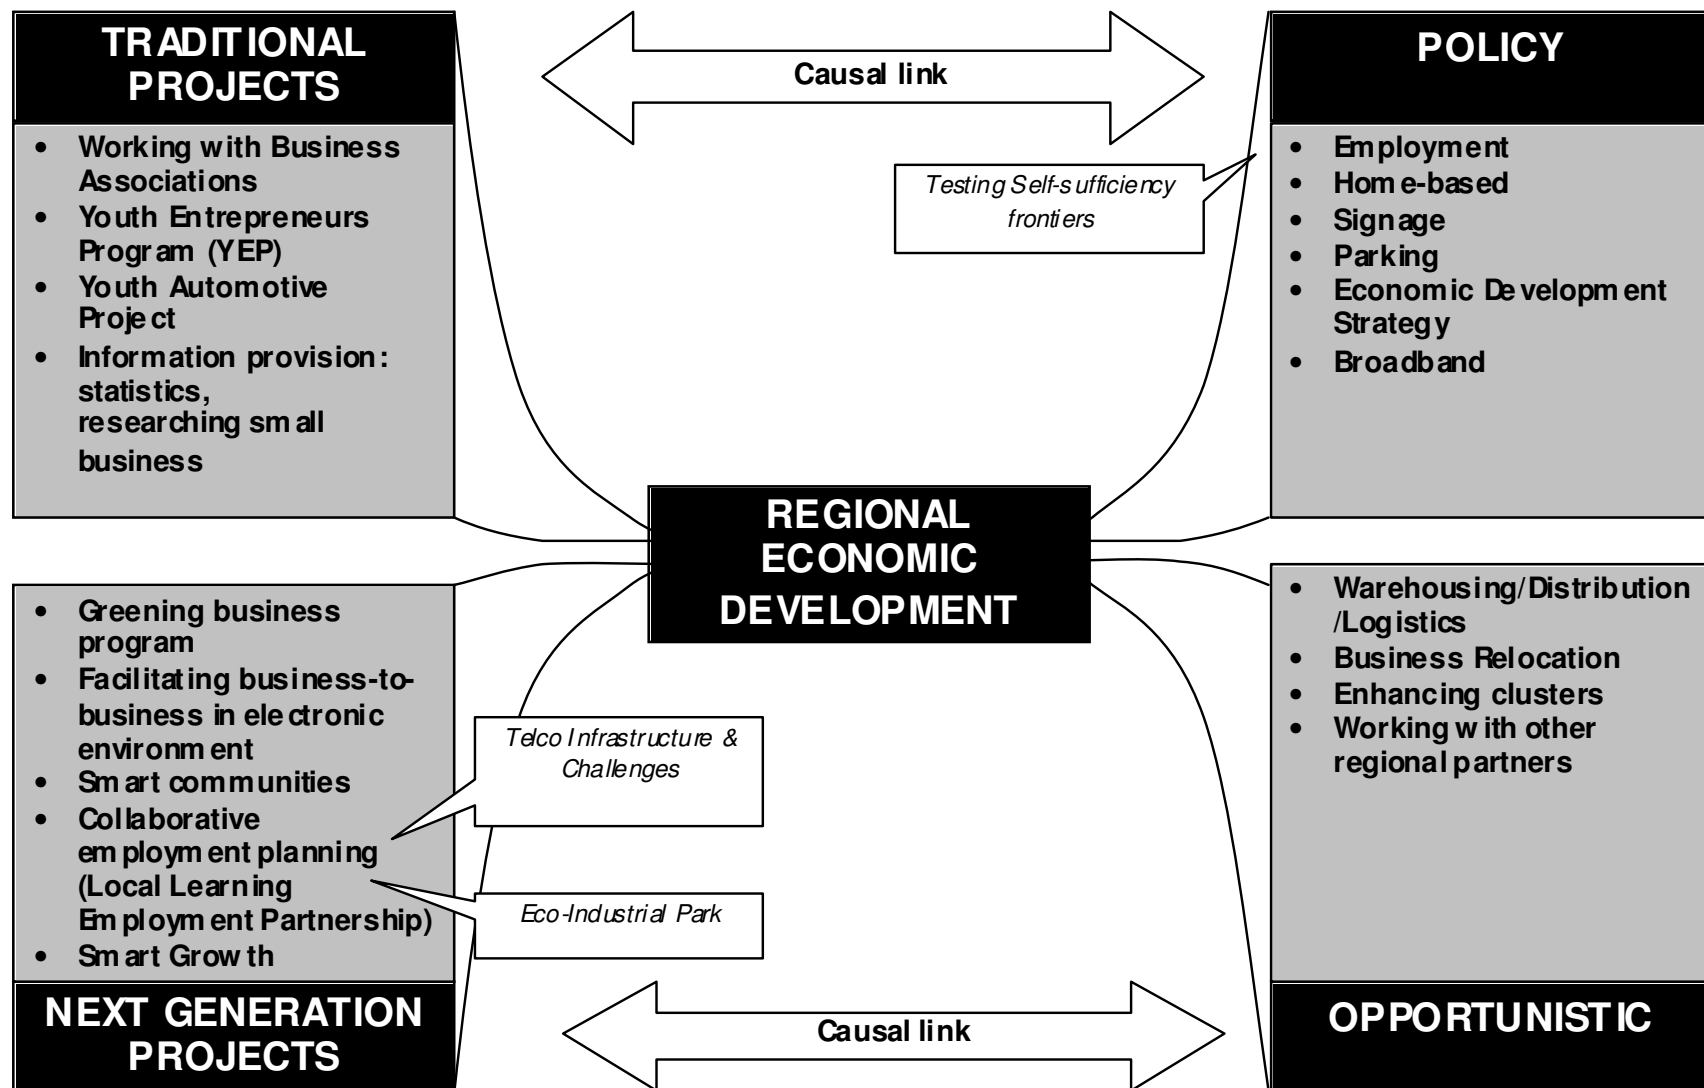 TRADITIONAL
PROJECTS
• Working with Business
Associations
• Youth Entrepreneurs
Program (YEP)
• Youth Automotive
Project
• Information provision:
statistics,
researching small
business
Causal link
POLICY
Testing Self-sufficiency
frontiers
• Employment
• Home-based
• Signage
• Parking
• Economic Development
Strategy
• Broadband
REGIONAL
ECONOMIC
DEVELOPMENT
• Greening business
program
• Facilitating business-to-
business in electronic
environment
• Smart communities
• Collaborative
employment planning
(Local Learning
Employment Partnership)
• Smart Growth
NEXT GENERATION
PROJECTS
Telco Infrastructure &
Challenges
Eco-Industrial Park
Causal link
• Warehousing/Distribution
/Logistics
• Business Relocation
• Enhancing clusters
• Working with other
regional partners
OPPORTUNISTIC